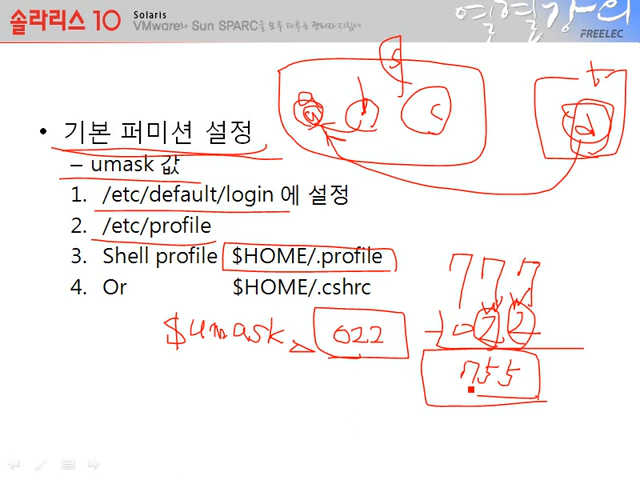 솔라리스 10 Solaris
VMware와 Sun SPARC을 모두 다루는
열혈강의
FREELEC
• 기본 퍼미션 설정
– umask 값
1. /etc/default/login 에 설정
2. /etc/profile
3. Shell profile $HOME/.profile
4. Or $HOME/.cshrc
777
$umask 022
022
755